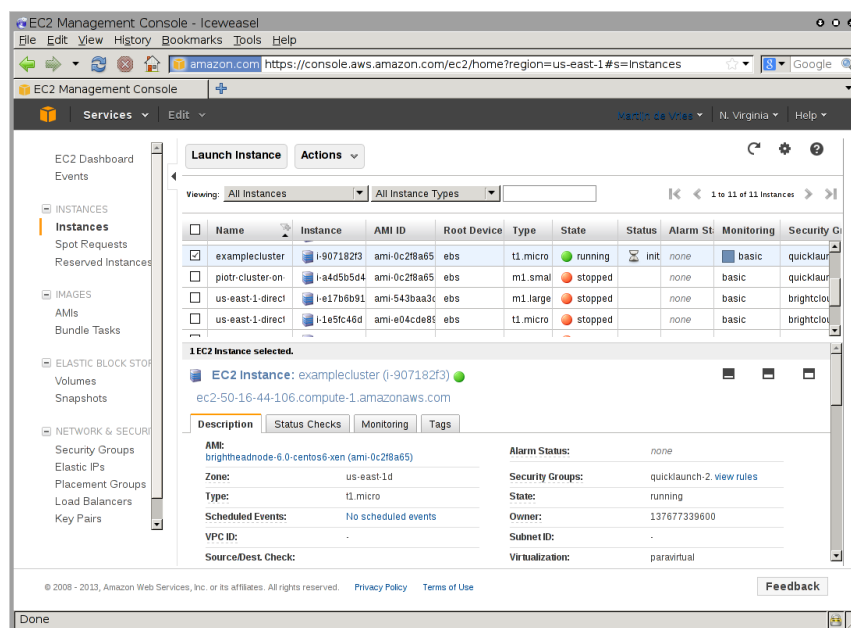 EC2 Management Console - Iceweasel
File Edit View History Bookmarks Tools Help
amazon.com https://console.aws.amazon.com/ec2/home?region=us-east-1#s=Instances Google
EC2 Management Console
Services Edit Martijn de Vries N. Virginia Help
EC2 Dashboard
Events
INSTANCES
Instances
Spot Requests
Reserved Instances
IMAGES
AMIs
Bundle Tasks
ELASTIC BLOCK STOR
Volumes
Snapshots
NETWORK & SECURI
Security Groups
Elastic IPs
Placement Groups
Load Balancers
Key Pairs
Launch Instance Actions
Viewing: All Instances All Instance Types 1 to 11 of 11 Instances
Name Instance AMI ID Root Device Type State Status Alarm St Monitoring Security G
examplecluster i-907182f3 ami-0c2f8a65 ebs t1.micro running init none basic quicklaun
piotr-cluster-on- i-a4d5b5d4 ami-0c2f8a65 ebs m1.smal stopped none basic quicklaun
us-east-1-direct i-e17b6b91 ami-543baa3c ebs m1.large stopped none basic brightclou
us-east-1-direct i-1e5fc46d ami-e04cde89 ebs t1.micro stopped none basic brightclou
1 EC2 Instance selected.
EC2 Instance: examplecluster (i-907182f3)
ec2-50-16-44-106.compute-1.amazonaws.com
Description Status Checks Monitoring Tags
AMI:
brightheadnode-6.0-centos6-xen (ami-0c2f8a65) Alarm Status: none
Zone: us-east-1d Security Groups: quicklaunch-2. view rules
Type: t1.micro State: running
Scheduled Events: No scheduled events Owner: 137677339600
VPC ID: - Subnet ID: -
Source/Dest. Check: Virtualization: paravirtual
© 2008 - 2013, Amazon Web Services, Inc. or its affiliates. All rights reserved. Privacy Policy Terms of Use Feedback
Done